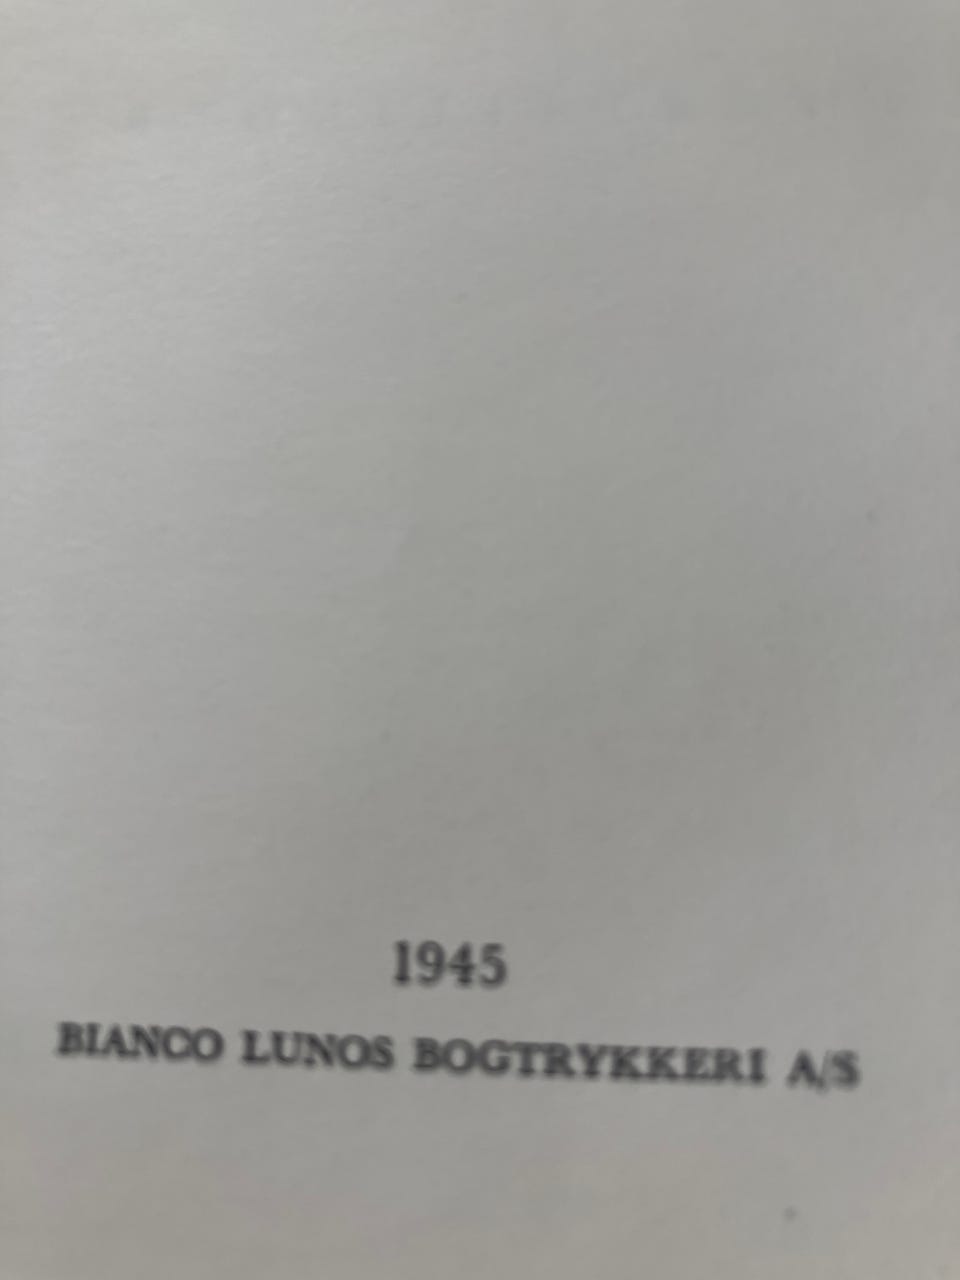 1945
BIANCO LUNOS BOGTRYKKERI A/S